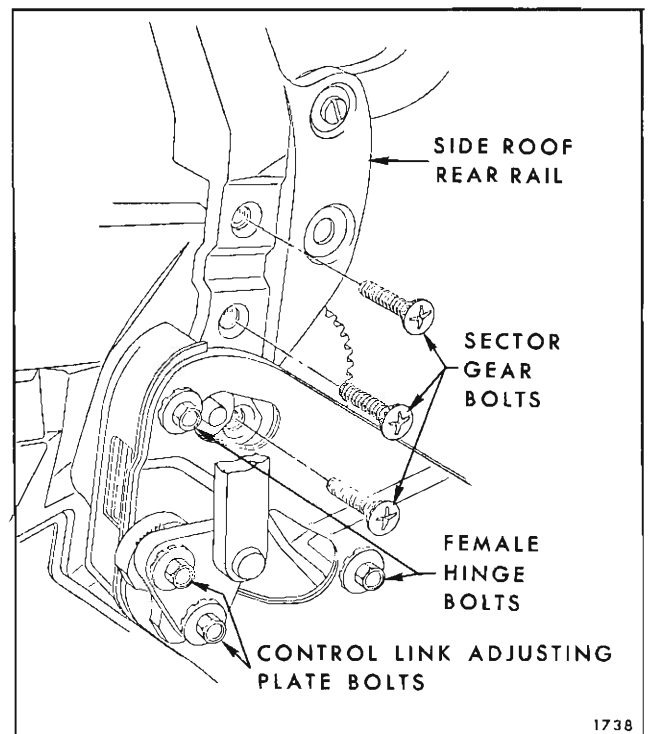 SIDE ROOF
REAR RAIL
SECTOR
GEAR
BOLTS
FEMALE
HINGE
BOLTS
CONTROL LINK ADJUSTING
PLATE BOLTS
1738